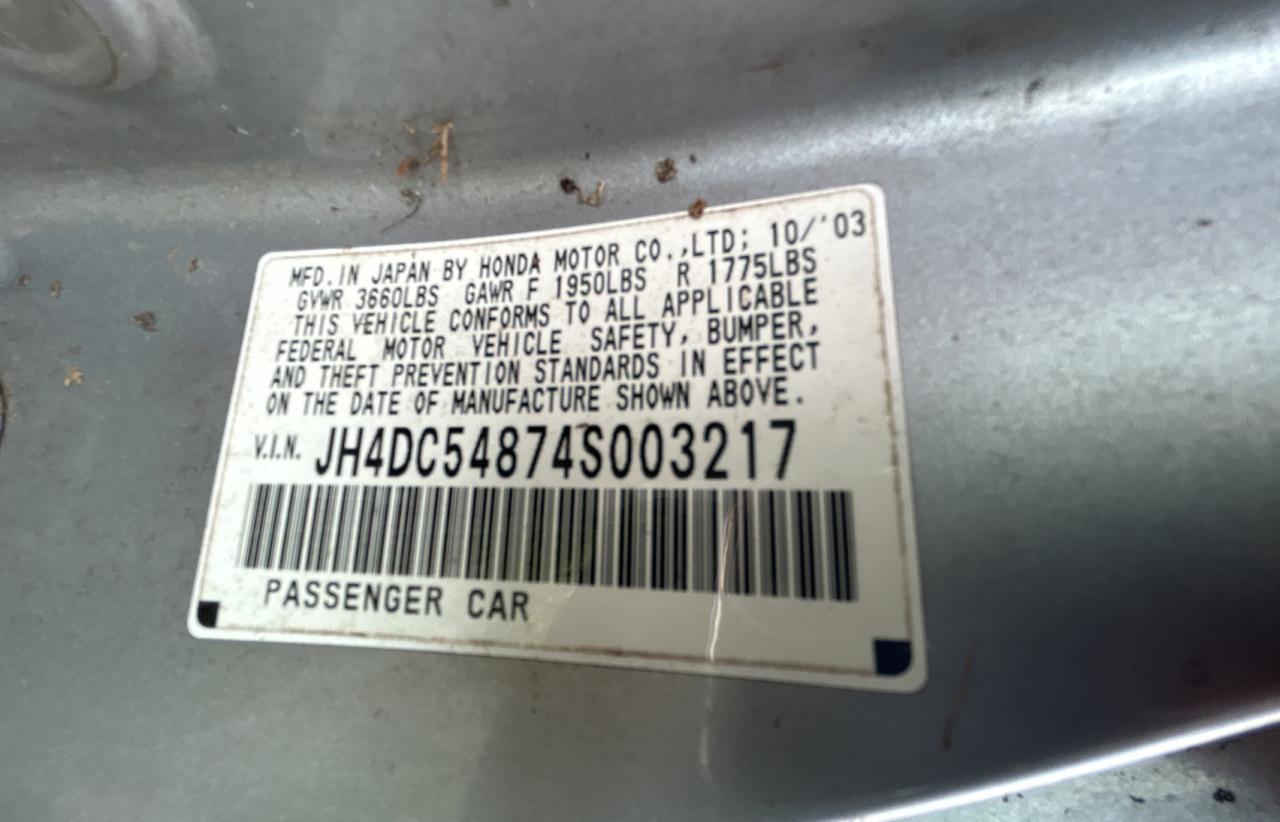 MFD. IN JAPAN BY HONDA MOTOR CO.,LTD; 10/'03
GVWR 3660LBS GAWR F 1950LBS R 1775LBS
THIS VEHICLE CONFORMS TO ALL APPLICABLE
FEDERAL MOTOR VEHICLE SAFETY, BUMPER,
AND THEFT PREVENTION STANDARDS IN EFFECT
ON THE DATE OF MANUFACTURE SHOWN ABOVE.
V.I.N. JH4DC54874S003217
PASSENGER CAR